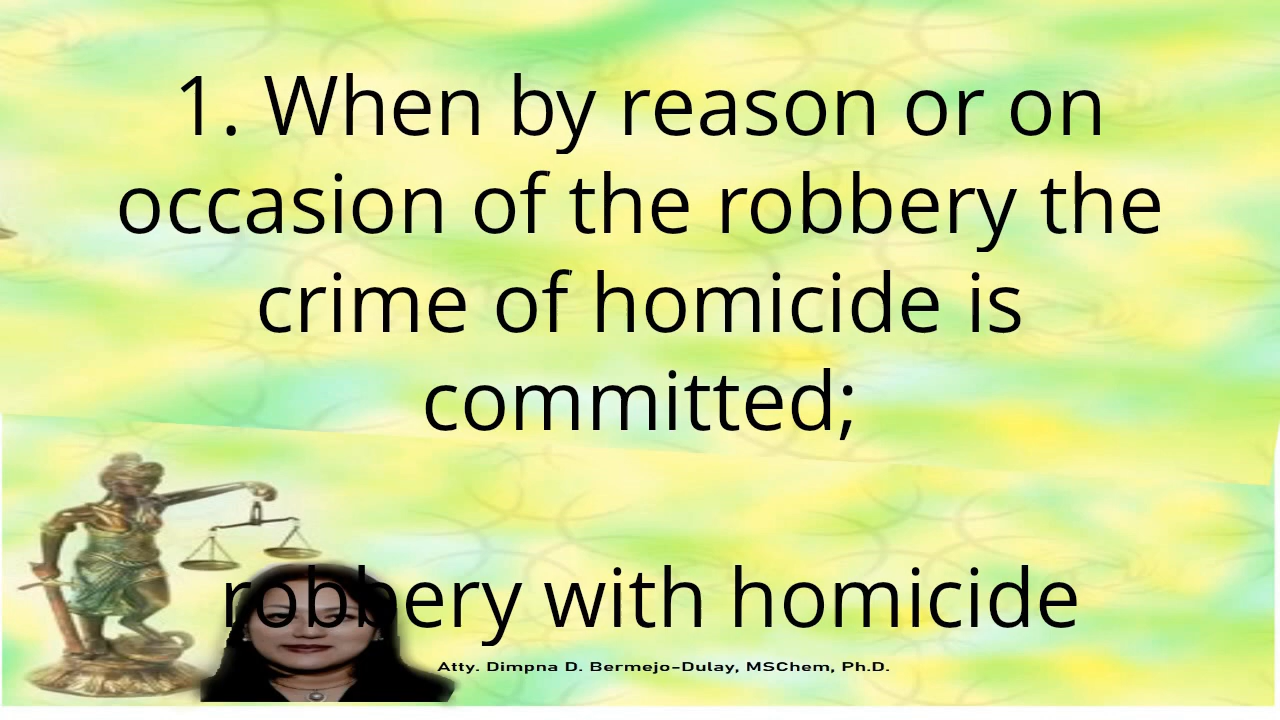 1. When by reason or on
occasion of the robbery the
crime of homicide is
committed;
robbery with homicide
Atty. Dimpna D. Bermejo-Dulay, MSChem, Ph.D.